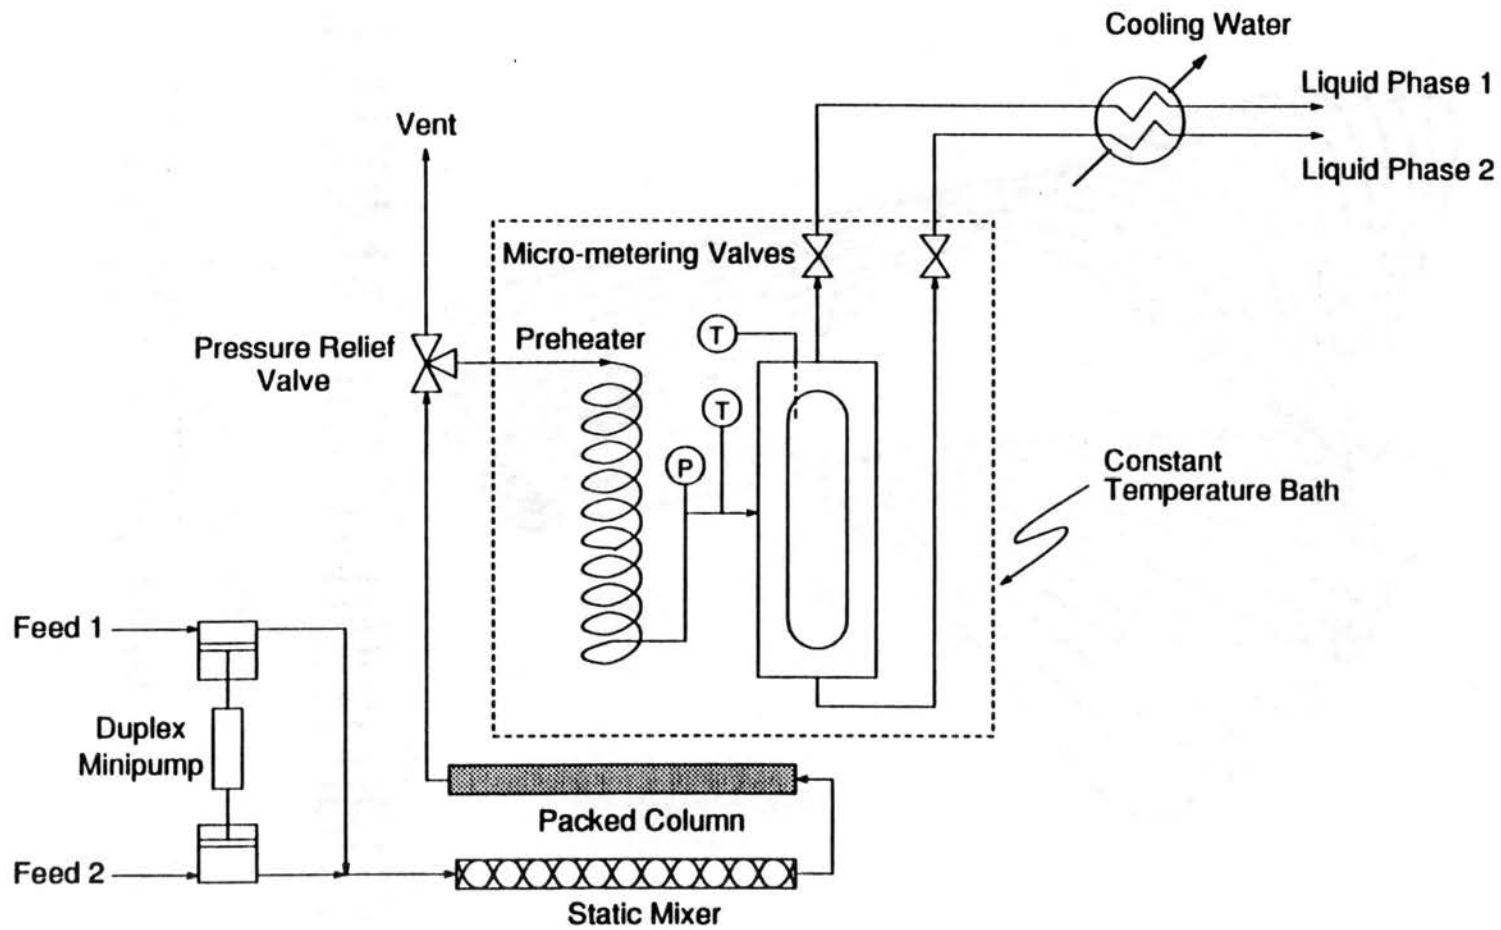 Cooling Water
Liquid Phase 1
Vent
Liquid Phase 2
Micro-metering Valves
Pressure Relief
Valve
Preheater
T
T
P
Constant
Temperature Bath
Feed 1
Duplex
Minipump
Packed Column
Feed 2
Static Mixer